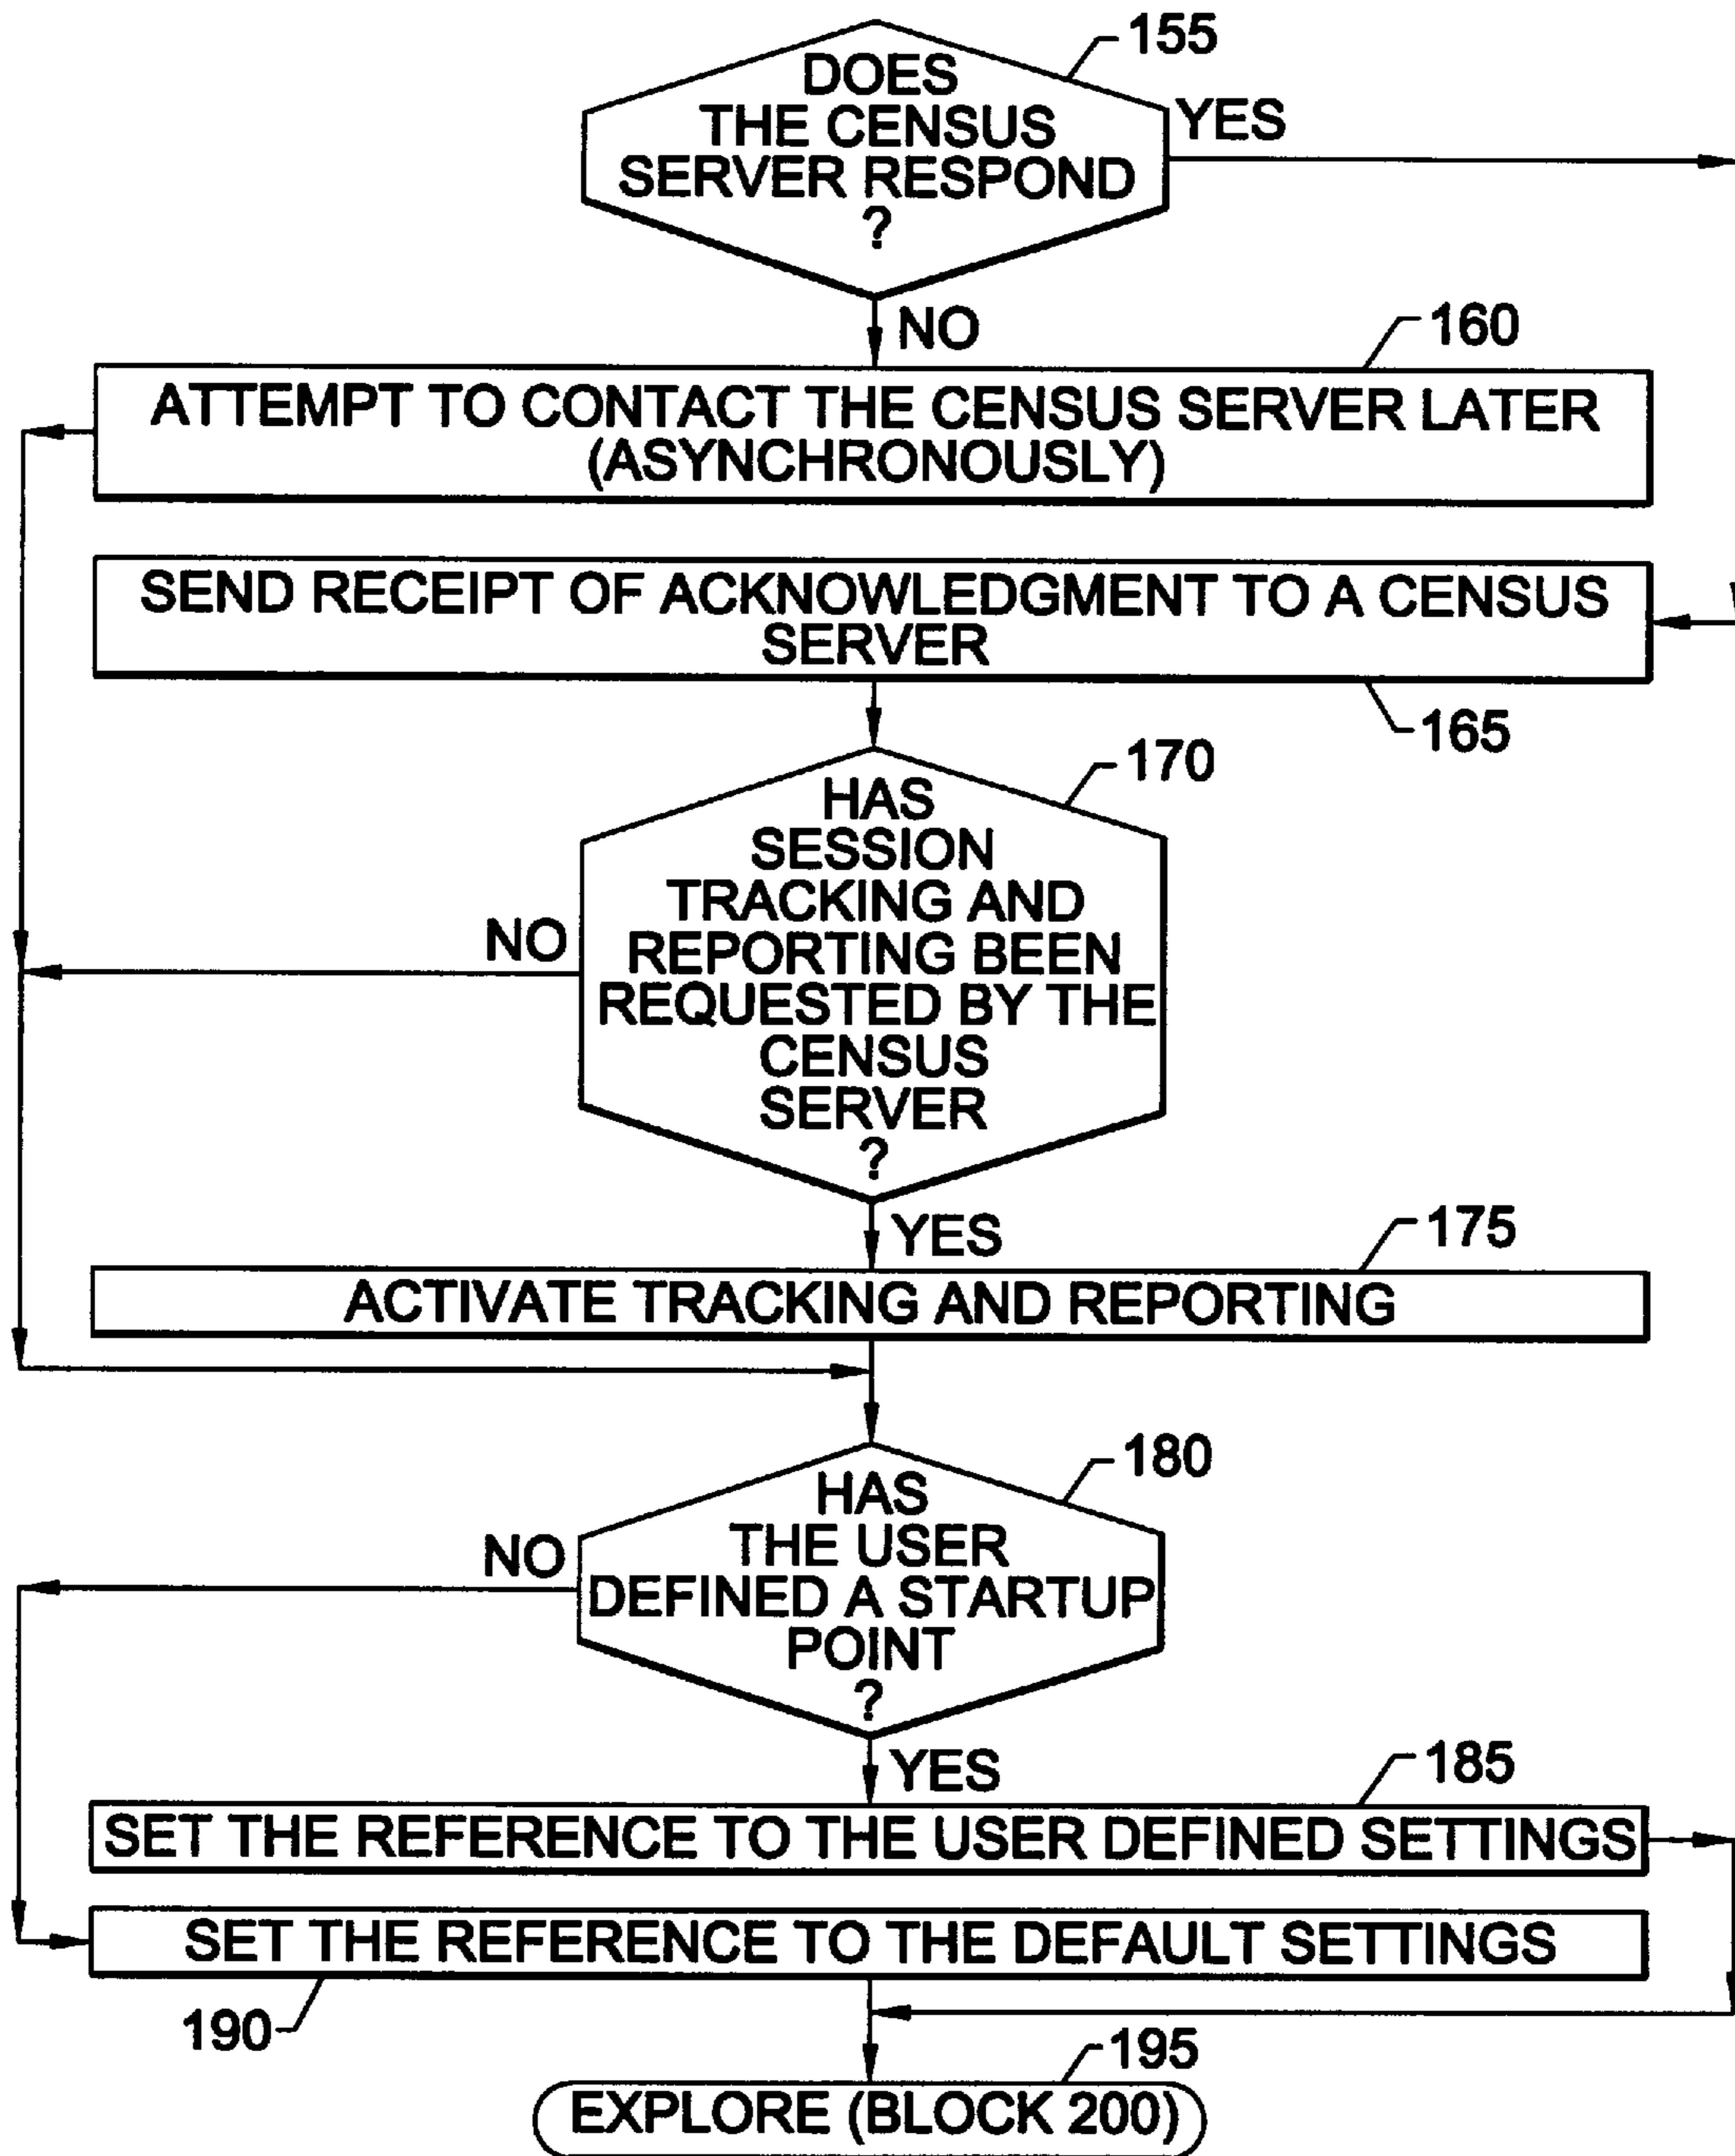 155
DOES
THE CENSUS
SERVER RESPOND
?
YES
NO
160
ATTEMPT TO CONTACT THE CENSUS SERVER LATER
(ASYNCHRONOUSLY)
SEND RECEIPT OF ACKNOWLEDGMENT TO A CENSUS
SERVER
165
170
HAS
SESSION
TRACKING AND
REPORTING BEEN
REQUESTED BY THE
CENSUS
SERVER
?
NO
YES
175
ACTIVATE TRACKING AND REPORTING
180
HAS
THE USER
DEFINED A STARTUP
POINT
?
NO
YES
185
SET THE REFERENCE TO THE USER DEFINED SETTINGS
SET THE REFERENCE TO THE DEFAULT SETTINGS
190
195
EXPLORE (BLOCK 200)